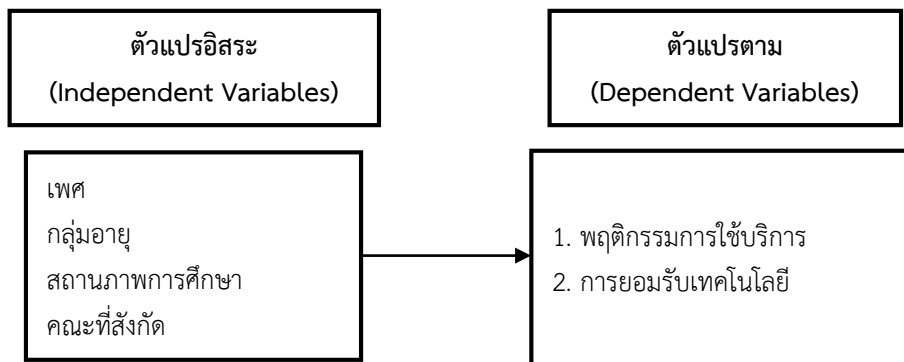 ตัวแปรอิสระ
(Independent Variables)
ตัวแปรตาม
(Dependent Variables)
เพศ
กลุ่มอายุ
สถานภาพการศึกษา
คณะที่สังกัด
1. พฤติกรรมการใช้บริการ
2. การยอมรับเทคโนโลยี